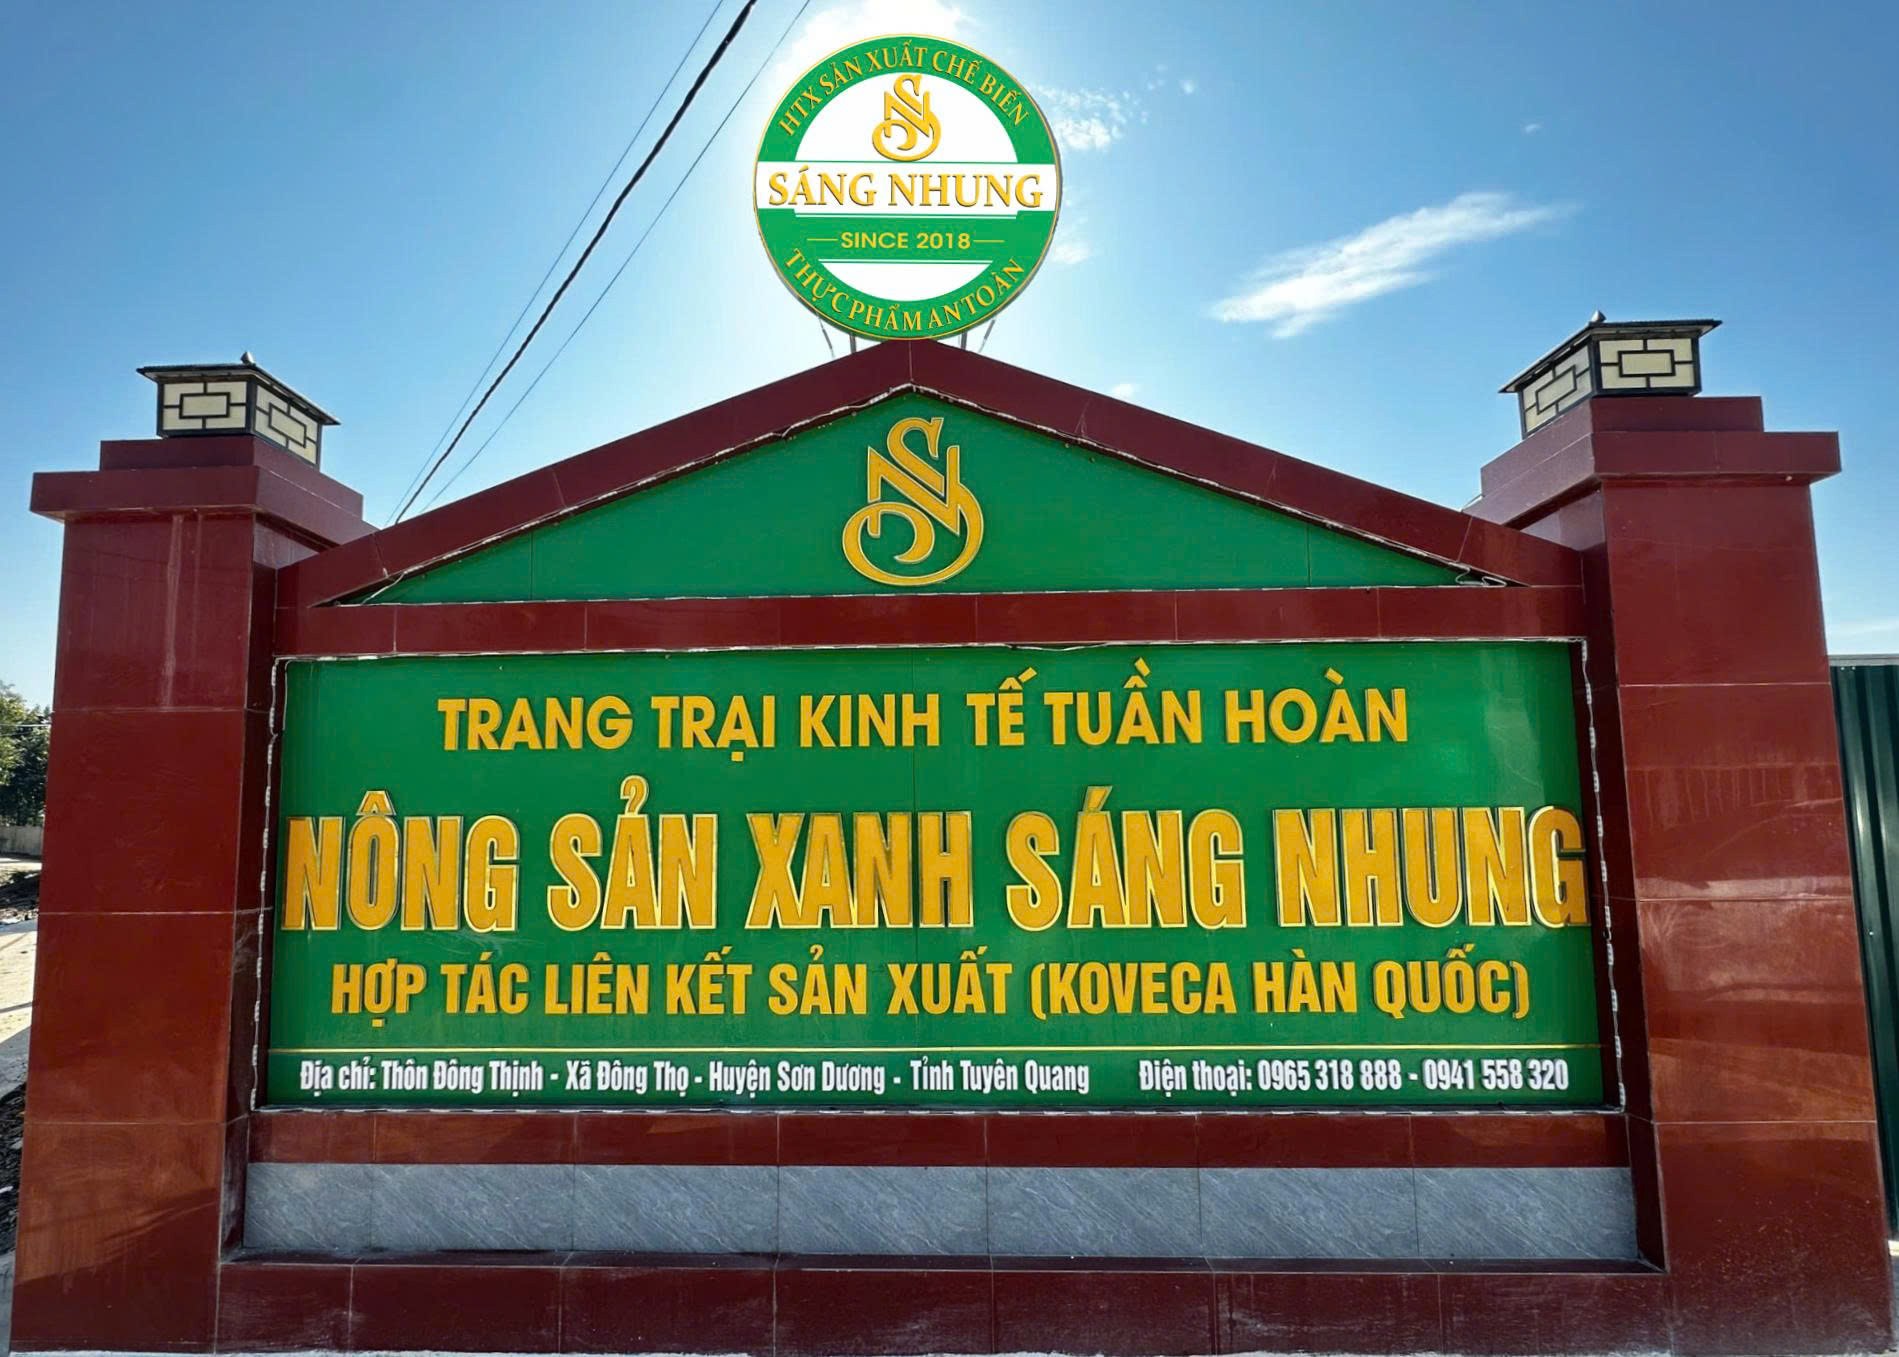 HTX SẢN XUẤT CHẾ BIẾN
SN
SÁNG NHUNG
SINCE 2018
THỰC PHẨM AN TOÀN
SN
TRANG TRẠI KINH TẾ TUẦN HOÀN
NÔNG SẢN XANH SÁNG NHUNG
HỢP TÁC LIÊN KẾT SẢN XUẤT (KOVECA HÀN QUỐC)
Địa chỉ: Thôn Đông Thịnh - Xã Đông Thọ - Huyện Sơn Dương - Tỉnh Tuyên Quang Điện thoại: 0965 318 888 - 0941 558 320